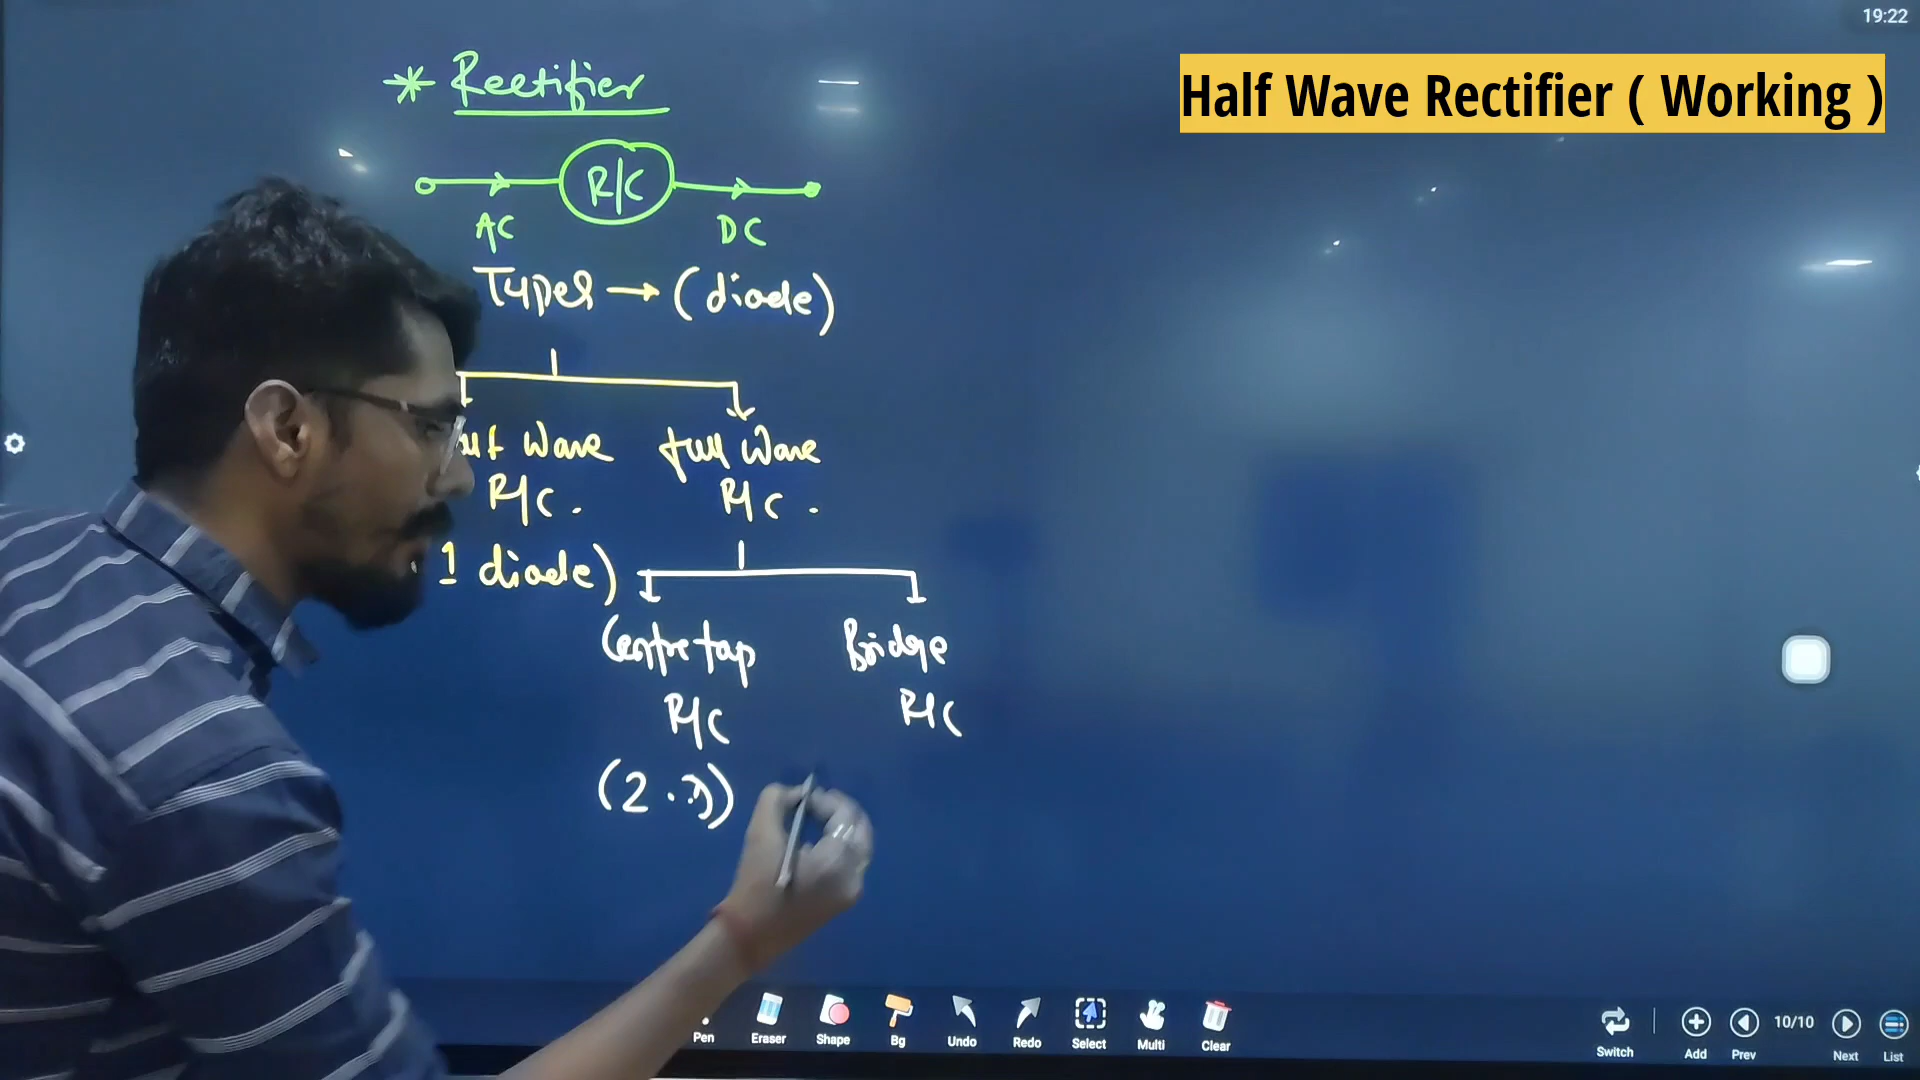 19:22
Half Wave Rectifier ( Working )
* Rectifier
R/C
AC
DC
Types → (diode)
Wave
R/C.
1 diode)
full Wave
R/C.
Centre tap
R/C
Bridge
R/C
Pen
Eraser
Shape
Bg
Undo
Redo
Select
Multi
Clear
Switch
Add
Prev
10/10
Next
List